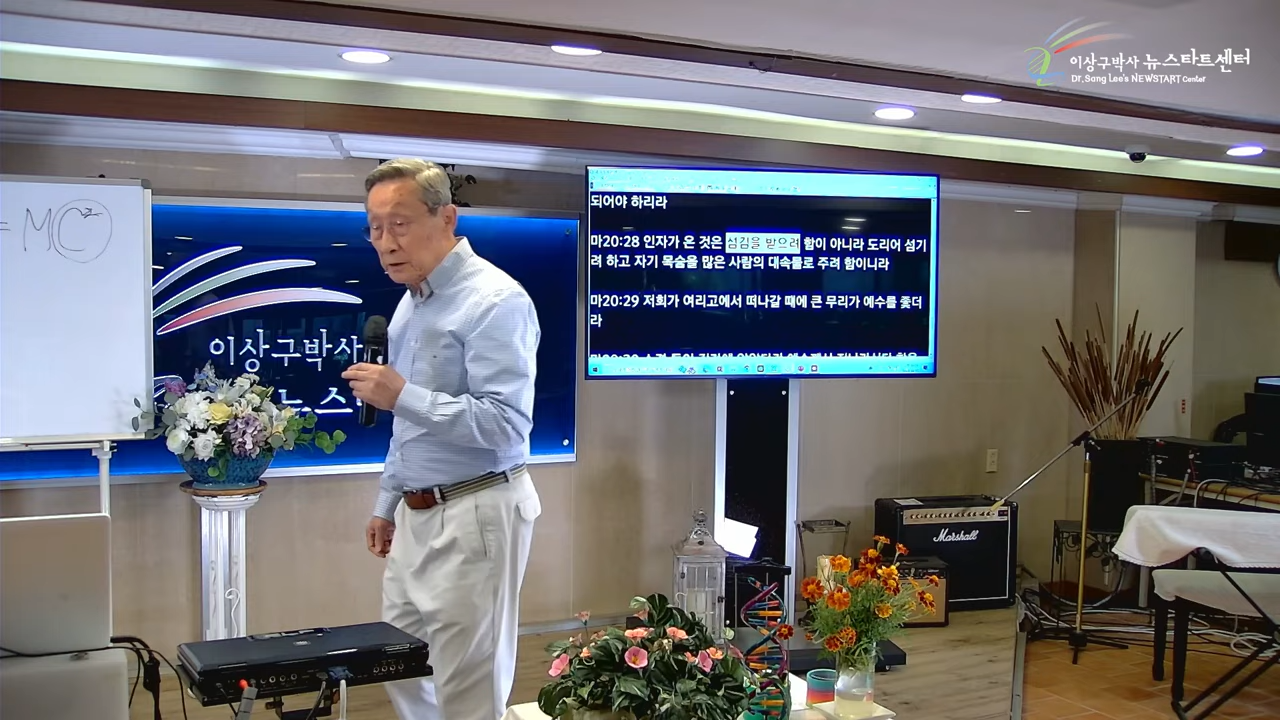 이상구박사 뉴스타트센터
Dr. Sang Lee's NEWSTART Center
= MC²
이상구박사
뉴스
되어야 하리라
마20:28 인자가 온 것은 섬김을 받으려 함이 아니라 도리어 섬기
려 하고 자기 목숨을 많은 사람의 대속물로 주려 함이니라
마20:29 저희가 여리고에서 떠나갈 때에 큰 무리가 예수를 좇더
라
Marshall